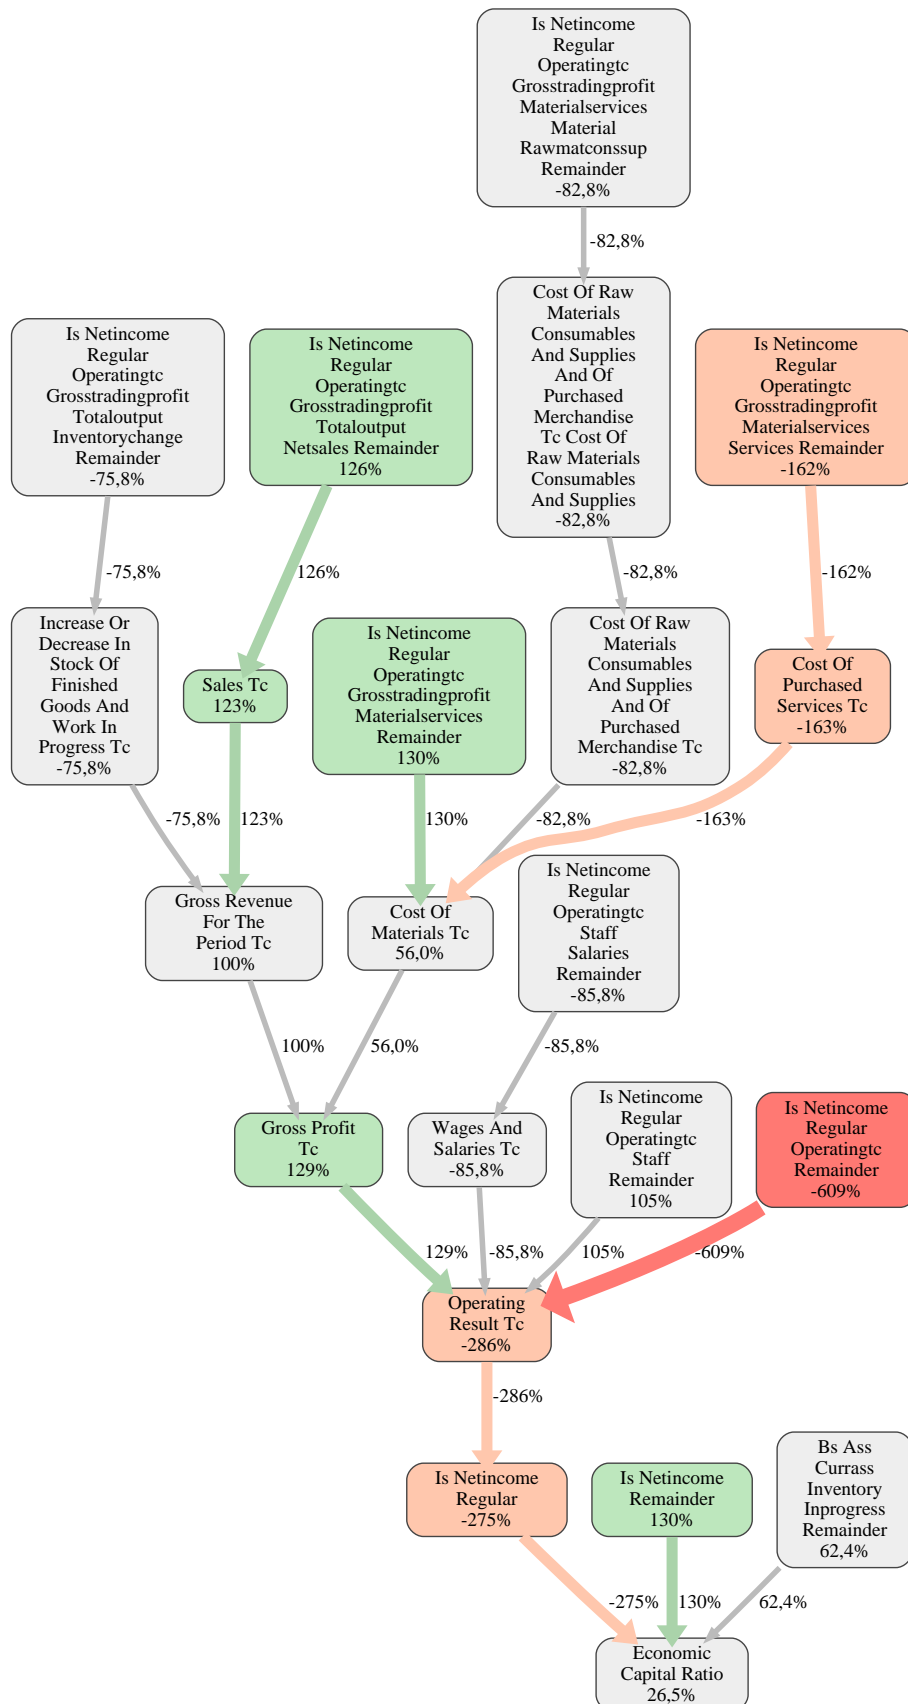 Is Netincome
Regular
Operatingtc
Grosstradingprofit
Materialservices
Material
Rawmatconssup
Remainder
-82,8%
-82,8%
Cost Of Raw
Materials
Consumables
And Supplies
And Of
Purchased
Merchandise
Tc Cost Of
Raw Materials
Consumables
And Supplies
-82,8%
Is Netincome
Regular
Operatingtc
Grosstradingprofit
Totaloutput
Inventorychange
Remainder
-75,8%
Is Netincome
Regular
Operatingtc
Grosstradingprofit
Totaloutput
Netsales Remainder
126%
Is Netincome
Regular
Operatingtc
Grosstradingprofit
Materialservices
Services Remainder
-162%
-75,8%
126%
-82,8%
-162%
Increase Or
Decrease In
Stock Of
Finished
Goods And
Work In
Progress Tc
-75,8%
Sales Tc
123%
Is Netincome
Regular
Operatingtc
Grosstradingprofit
Materialservices
Remainder
130%
Cost Of Raw
Materials
Consumables
And Supplies
And Of
Purchased
Merchandise Tc
-82,8%
Cost Of
Purchased
Services Tc
-163%
-75,8%
123%
130%
-82,8%
-163%
Gross Revenue
For The
Period Tc
100%
Cost Of
Materials Tc
56,0%
Is Netincome
Regular
Operatingtc
Staff
Salaries
Remainder
-85,8%
100%
56,0%
-85,8%
Gross Profit
Tc
129%
Wages And
Salaries Tc
-85,8%
Is Netincome
Regular
Operatingtc
Staff
Remainder
105%
Is Netincome
Regular
Operatingtc
Remainder
-609%
129%
-85,8%
105%
-609%
Operating
Result Tc
-286%
-286%
Is Netincome
Regular
-275%
Is Netincome
Remainder
130%
Bs Ass
Currass
Inventory
Inprogress
Remainder
62,4%
-275%
130%
62,4%
Economic
Capital Ratio
26,5%